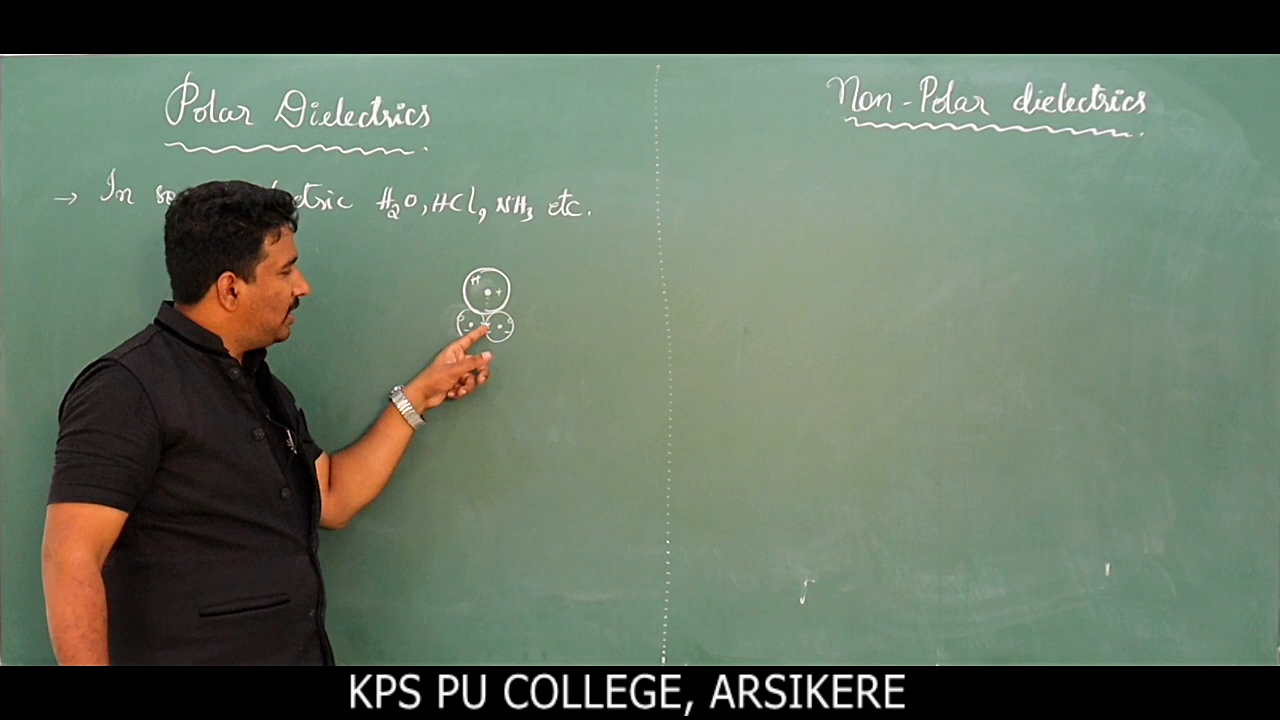 Polar Dielectrics
→ In H₂O, HCl, NH₃ etc.
H +
o o
- -
Non-Polar dielectrics
KPS PU COLLEGE, ARSIKERE